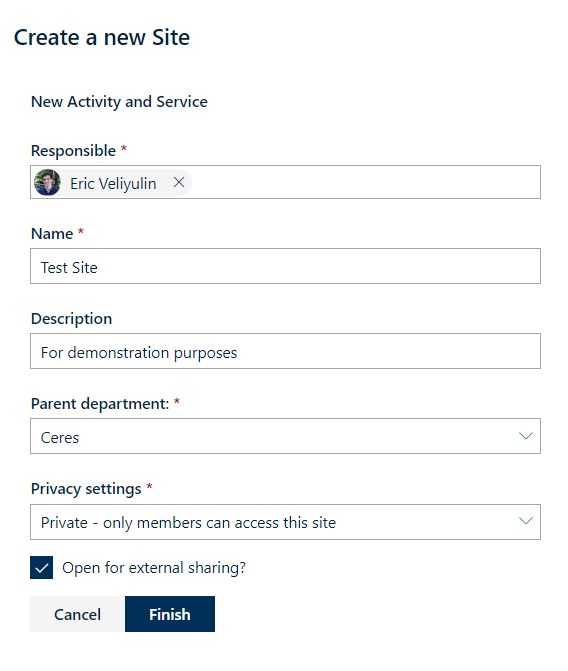 Create a new Site
New Activity and Service
Responsible *
Eric Veliyulin
Name *
Test Site
Description
For demonstration purposes
Parent department: *
Ceres
Privacy settings *
Private - only members can access this site
Open for external sharing?
Cancel Finish